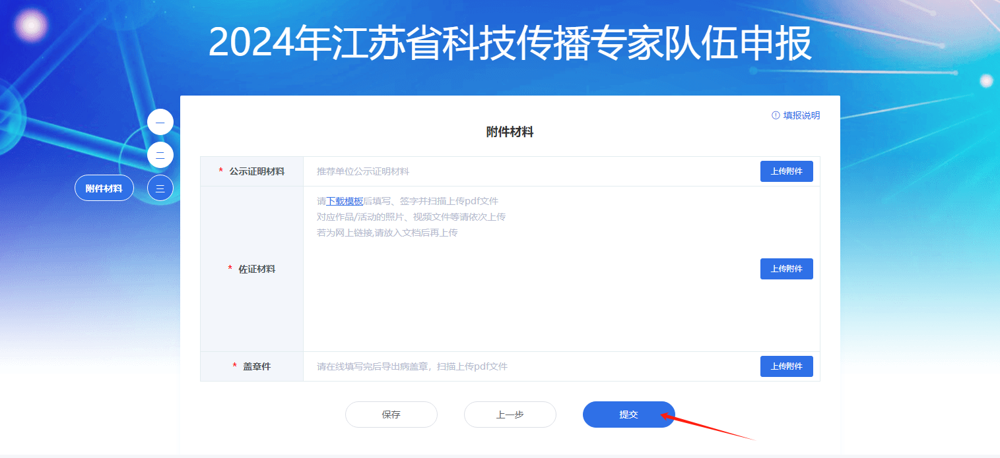 2024年江苏省科技传播专家队伍申报
填报说明
附件材料
一
二
附件材料 三
* 公示证明材料 推荐单位公示证明材料 上传附件
* 佐证材料
请下载模板后填写、签字并扫描上传pdf文件
对应作品/活动的照片、视频文件等请依次上传
若为网上链接,请放入文档后再上传
上传附件
* 盖章件 请在线填写完后导出病盖章，扫描上传pdf文件 上传附件
保存 上一步 提交